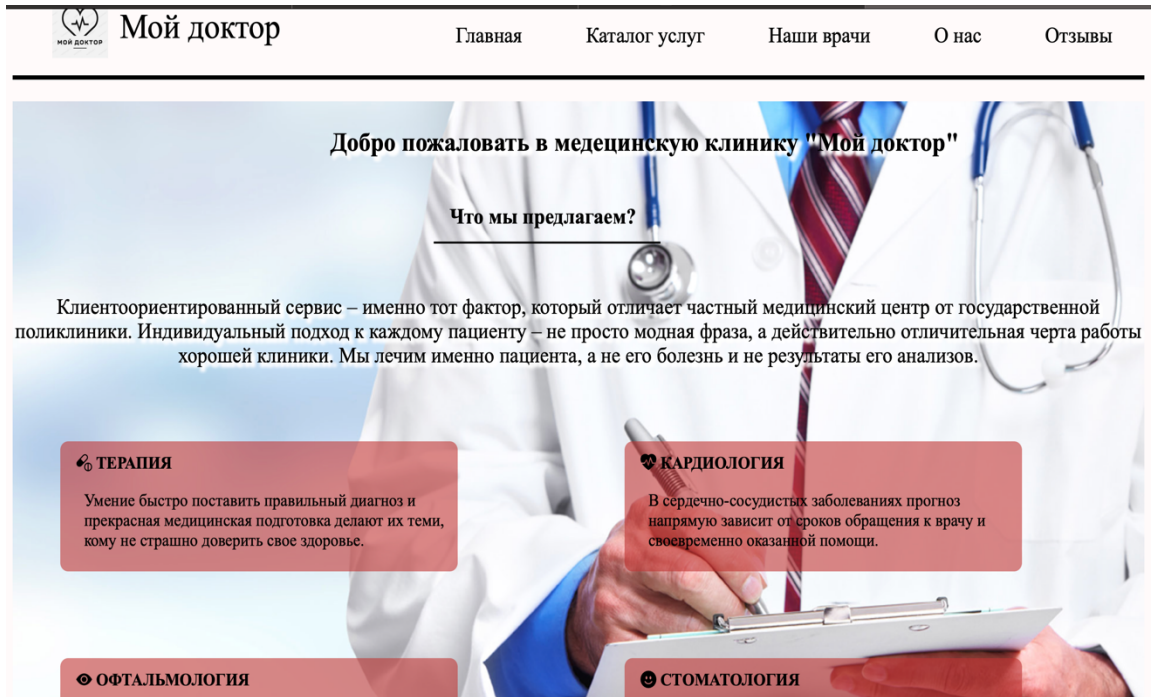 МОЙ ДОКТОР
Мой доктор
Главная Каталог услуг Наши врачи О нас Отзывы
Добро пожаловать в медецинскую клинику "Мой доктор"
Что мы предлагаем?
Клиентоориентированный сервис – именно тот фактор, который отличает частный медицинский центр от государственной
поликлиники. Индивидуальный подход к каждому пациенту – не просто модная фраза, а действительно отличительная черта работы
хорошей клиники. Мы лечим именно пациента, а не его болезнь и не результаты его анализов.
ТЕРАПИЯ
Умение быстро поставить правильный диагноз и
прекрасная медицинская подготовка делают их теми,
кому не страшно доверить свое здоровье.
КАРДИОЛОГИЯ
В сердечно-сосудистых заболеваниях прогноз
напрямую зависит от сроков обращения к врачу и
своевременно оказанной помощи.
ОФТАЛЬМОЛОГИЯ
СТОМАТОЛОГИЯ